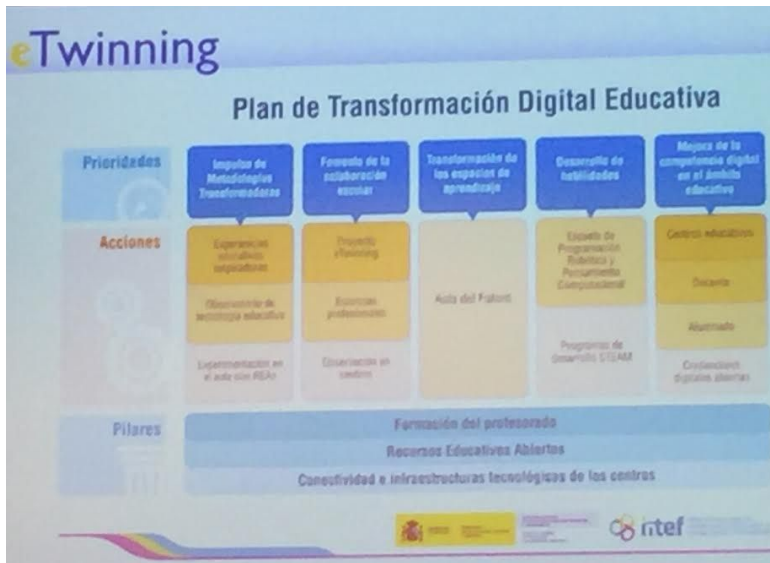 eTwinning
Plan de Transformación Digital Educativa
Prioridades
Impulso de
Metodologías
Transformadoras
Fomento de la
colaboración
escolar
Transformación de
los espacios de
aprendizaje
Desarrollo de
habilidades
Mejora de la
competencia digital
en el ámbito
educativo
Acciones
Experiencias
educativas
inspiradoras
Observatorio de
tecnología educativa
Experimentación en
el aula con REAs
Proyecto
eTwinning
Estancias
profesionales
Observación en
centros
Aula del Futuro
Escuela de
Programación
Robótica y
Pensamiento
Computacional
Programas de
desarrollo STEAM
Centros educativos
Docente
Alumnado
Credenciales
digitales abiertas
Pilares
Formación del profesorado
Recursos Educativos Abiertos
Conectividad e infraestructuras tecnológicas de los centros
intef